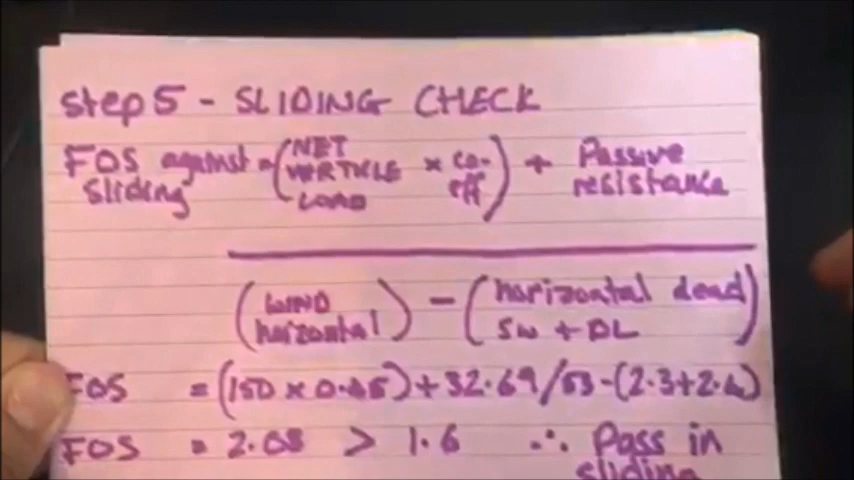 Step 5 - SLIDING CHECK
FOS against sliding = (NET VERTICLE LOAD × co-eff) + Passive resistance
(WIND horizontal) - (horizontal dead SW + DL)
FOS = (150 × 0.45) + 32.69 / 53 - (2.3 + 2.4)
FOS = 2.08 > 1.6 ∴ Pass in
sliding